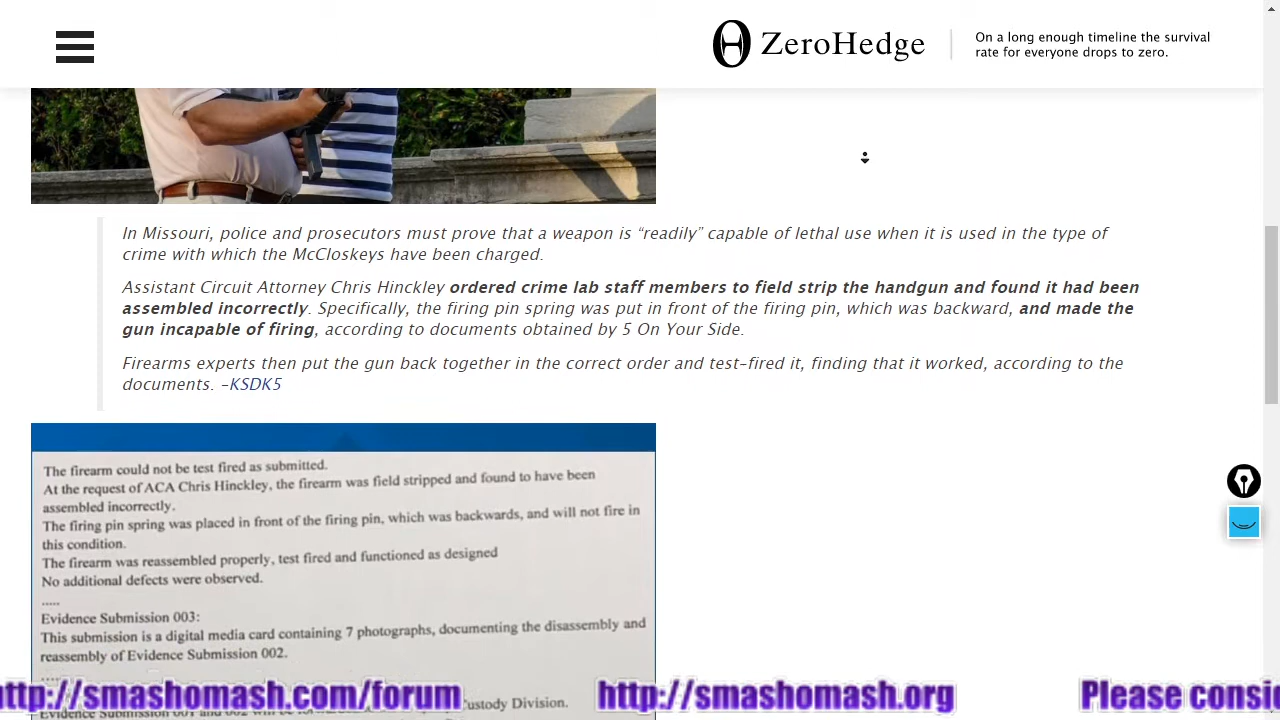 ZeroHedge
On a long enough timeline the survival
rate for everyone drops to zero.
In Missouri, police and prosecutors must prove that a weapon is “readily” capable of lethal use when it is used in the type of
crime with which the McCloskeys have been charged.
Assistant Circuit Attorney Chris Hinckley ordered crime lab staff members to field strip the handgun and found it had been
assembled incorrectly. Specifically, the firing pin spring was put in front of the firing pin, which was backward, and made the
gun incapable of firing, according to documents obtained by 5 On Your Side.
Firearms experts then put the gun back together in the correct order and test-fired it, finding that it worked, according to the
documents. -KSDK5
The firearm could not be test fired as submitted.
At the request of ACA Chris Hinckley, the firearm was field stripped and found to have been
assembled incorrectly.
The firing pin spring was placed in front of the firing pin, which was backwards, and will not fire in
this condition.
The firearm was reassembled properly, test fired and functioned as designed
No additional defects were observed.
.....
Evidence Submission 003:
This submission is a digital media card containing 7 photographs, documenting the disassembly and
reassembly of Evidence Submission 002.
.....
Custody Division.
http://smashomash.com/forum http://smashomash.org Please
Evidence Submission 001 and 002 will be